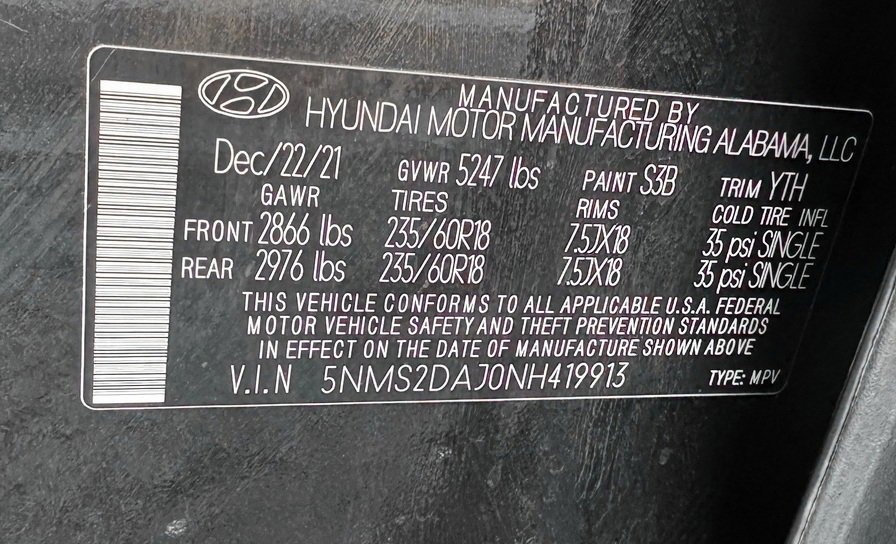 MANUFACTURED BY
HYUNDAI MOTOR MANUFACTURING ALABAMA, LLC
Dec/22/21 GVWR 5247 lbs PAINT S3B TRIM YTH
GAWR TIRES RIMS COLD TIRE INFL
FRONT 2866 lbs 235/60R18 7.5JX18 35 psi SINGLE
REAR 2976 lbs 235/60R18 7.5JX18 35 psi SINGLE
THIS VEHICLE CONFORMS TO ALL APPLICABLE U.S.A. FEDERAL
MOTOR VEHICLE SAFETY AND THEFT PREVENTION STANDARDS
IN EFFECT ON THE DATE OF MANUFACTURE SHOWN ABOVE
V.I.N 5NMS2DAJ0NH419913 TYPE: MPV